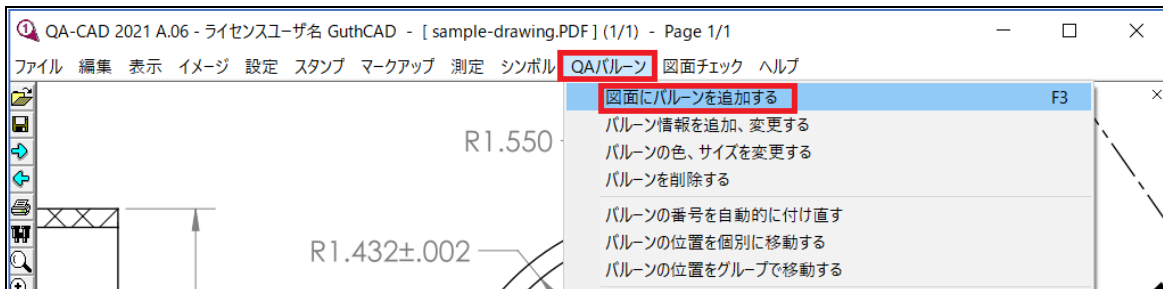 QA-CAD 2021 A.06 - ライセンスユーザ名 GuthCAD - [ sample-drawing.PDF ] (1/1) - Page 1/1
ファイル 編集 表示 イメージ 設定 スタンプ マークアップ 測定 シンボル QAバルーン 図面チェック ヘルプ
図面にバルーンを追加する F3
バルーン情報を追加、変更する
バルーンの色、サイズを変更する
バルーンを削除する
バルーンの番号を自動的に付け直す
バルーンの位置を個別に移動する
バルーンの位置をグループで移動する
R1.550
R1.432±.002